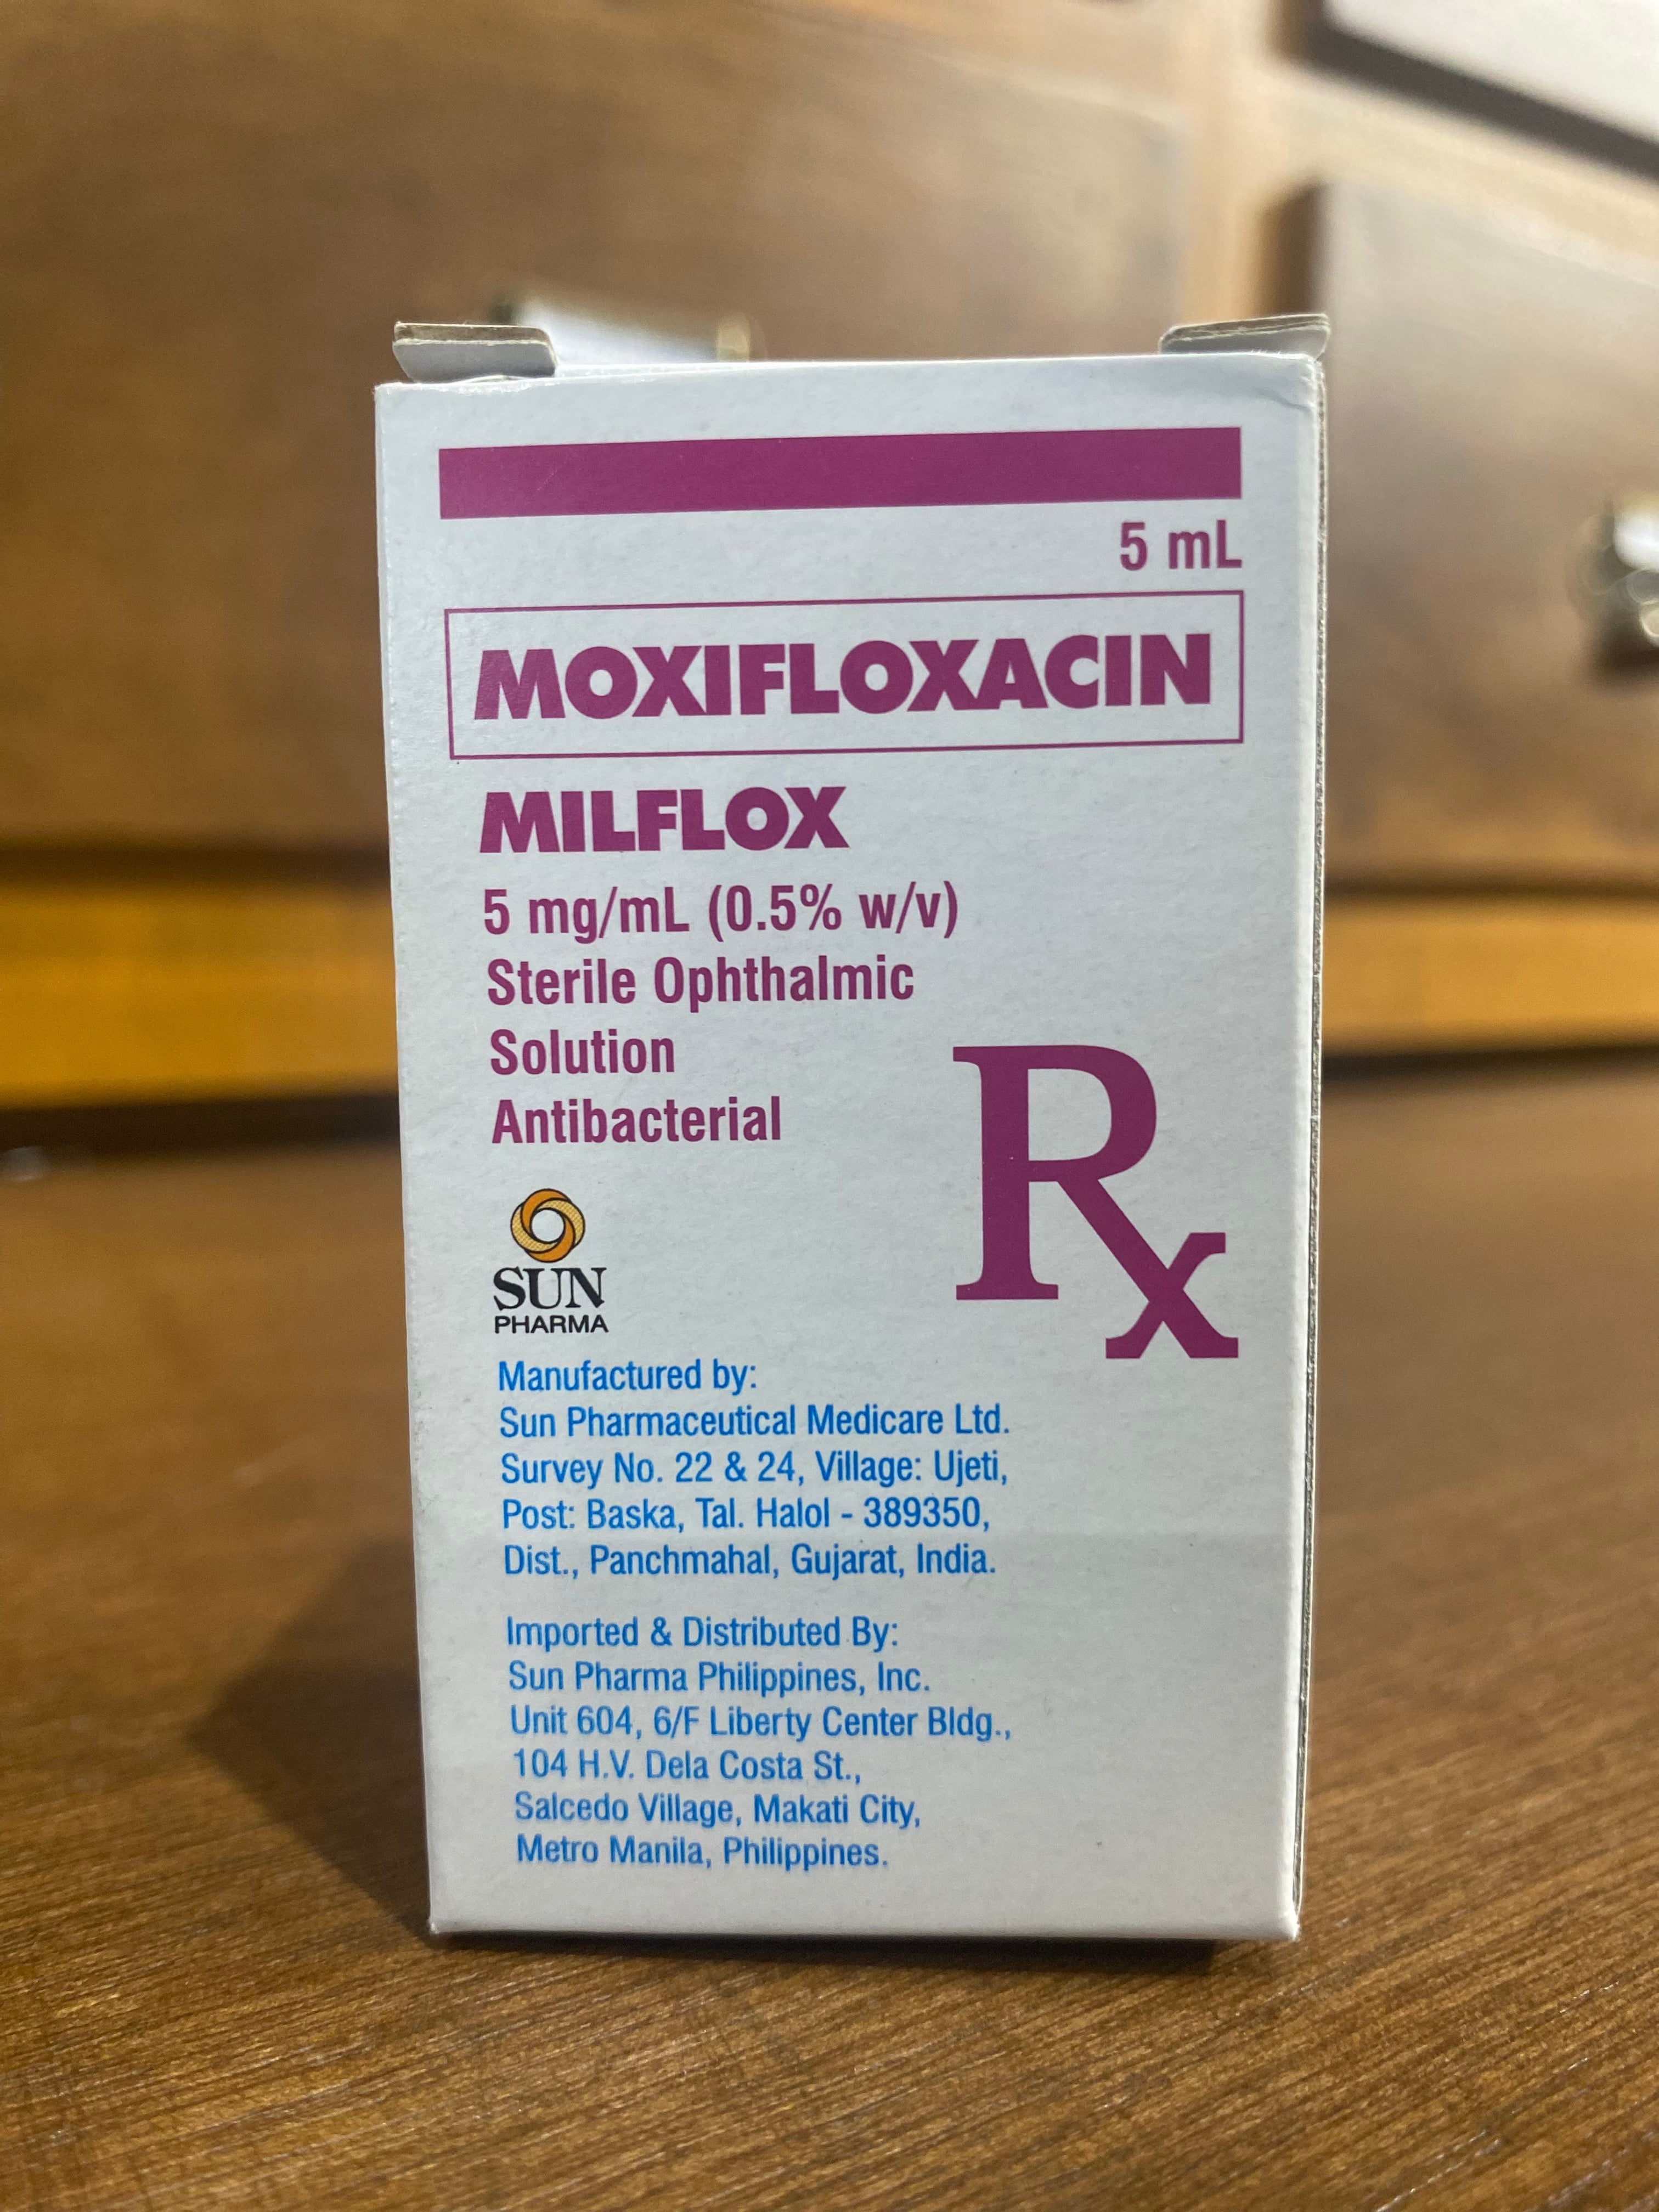 5 mL
MOXIFLOXACIN
MILFLOX
5 mg/mL (0.5% w/v)
Sterile Ophthalmic
Solution
Antibacterial
Rx
SUN
PHARMA
Manufactured by:
Sun Pharmaceutical Medicare Ltd.
Survey No. 22 & 24, Village: Ujeti,
Post: Baska, Tal. Halol - 389350,
Dist., Panchmahal, Gujarat, India.
Imported & Distributed By:
Sun Pharma Philippines, Inc.
Unit 604, 6/F Liberty Center Bldg.,
104 H.V. Dela Costa St.,
Salcedo Village, Makati City,
Metro Manila, Philippines.